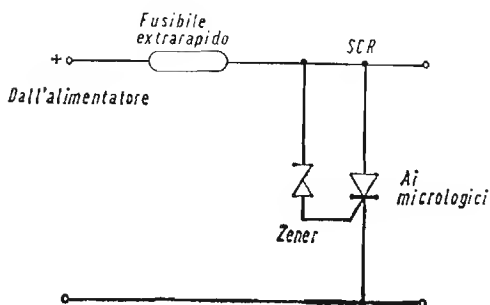 Fusibile
extrarapido
SCR
+
Dall'alimentatore
Ai
micrologici
Zener